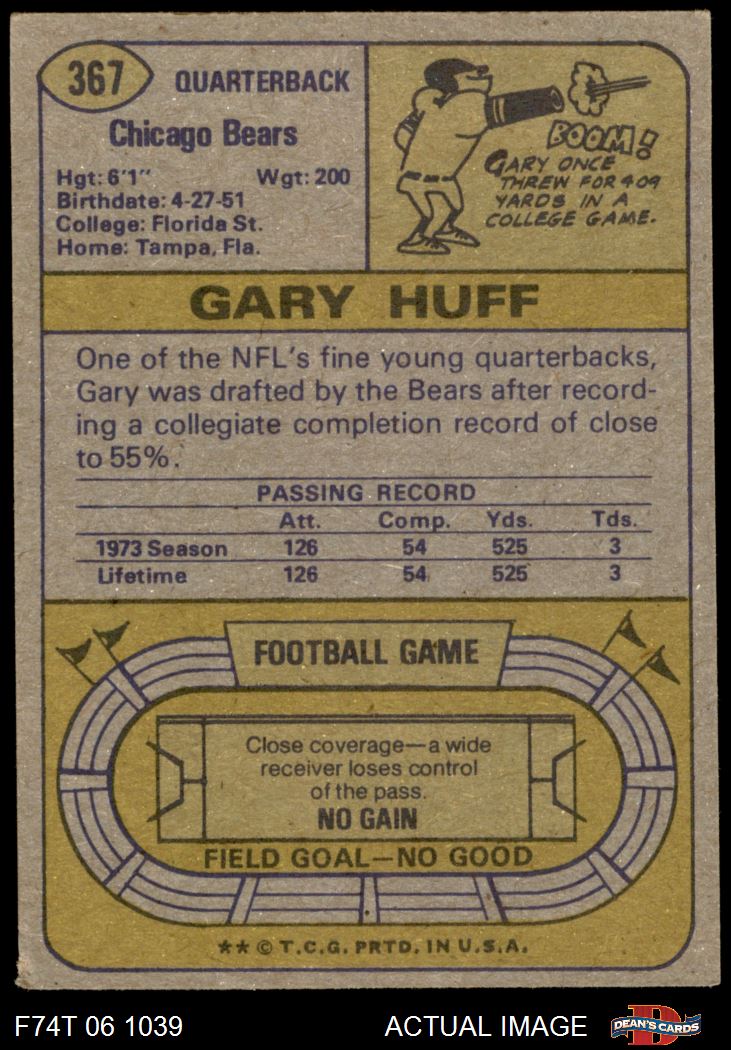 367
QUARTERBACK
Chicago Bears
Hgt: 6'1" Wgt: 200
Birthdate: 4-27-51
College: Florida St.
Home: Tampa, Fla.
BOOM!
GARY ONCE
THREW FOR 409
YARDS IN A
COLLEGE GAME.
GARY HUFF
One of the NFL's fine young quarterbacks,
Gary was drafted by the Bears after record-
ing a collegiate completion record of close
to 55%.
PASSING RECORD
Att. Comp. Yds. Tds.
1973 Season 126 54 525 3
Lifetime 126 54 525 3
FOOTBALL GAME
Close coverage—a wide
receiver loses control
of the pass.
NO GAIN
FIELD GOAL—NO GOOD
** © T.C.G. PRTD. IN U.S.A.
F74T 06 1039 ACTUAL IMAGE
DEAN'S CARDS